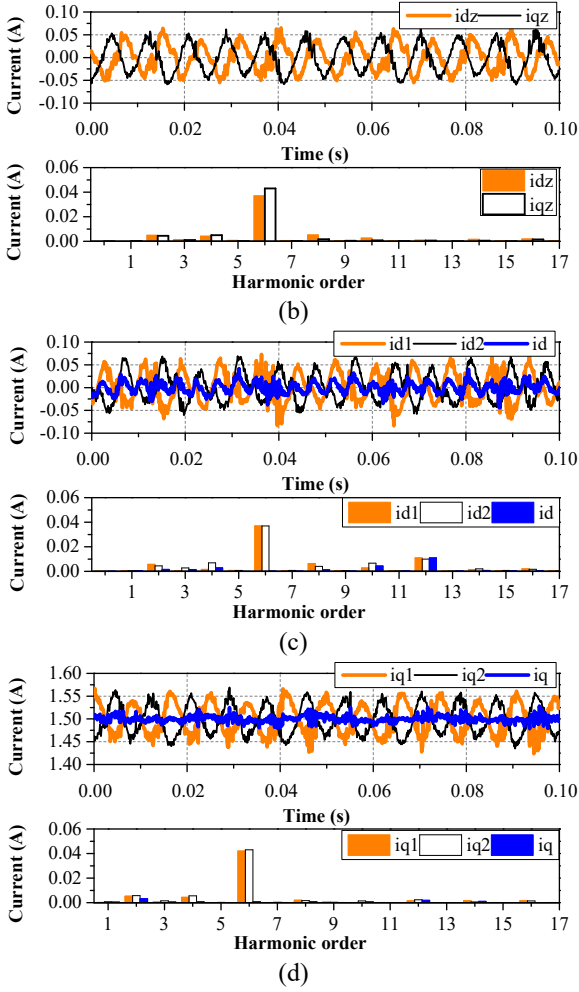 idz iqz
Current (A)
0.10
0.05
0.00
-0.05
-0.10
0.00 0.02 0.04 0.06 0.08 0.10
Time (s)
Current (A)
0.06
0.04
0.02
0.00
idz
iqz
1 3 5 7 9 11 13 15 17
Harmonic order
(b)
id1 id2 id
Current (A)
0.10
0.05
0.00
-0.05
-0.10
0.00 0.02 0.04 0.06 0.08 0.10
Time (s)
Current (A)
0.06
0.04
0.02
0.00
id1 id2 id
1 3 5 7 9 11 13 15 17
Harmonic order
(c)
iq1 iq2 iq
Current (A)
1.60
1.55
1.50
1.45
1.40
0.00 0.02 0.04 0.06 0.08 0.10
Time (s)
Current (A)
0.06
0.04
0.02
0.00
iq1 iq2 iq
1 3 5 7 9 11 13 15 17
Harmonic order
(d)